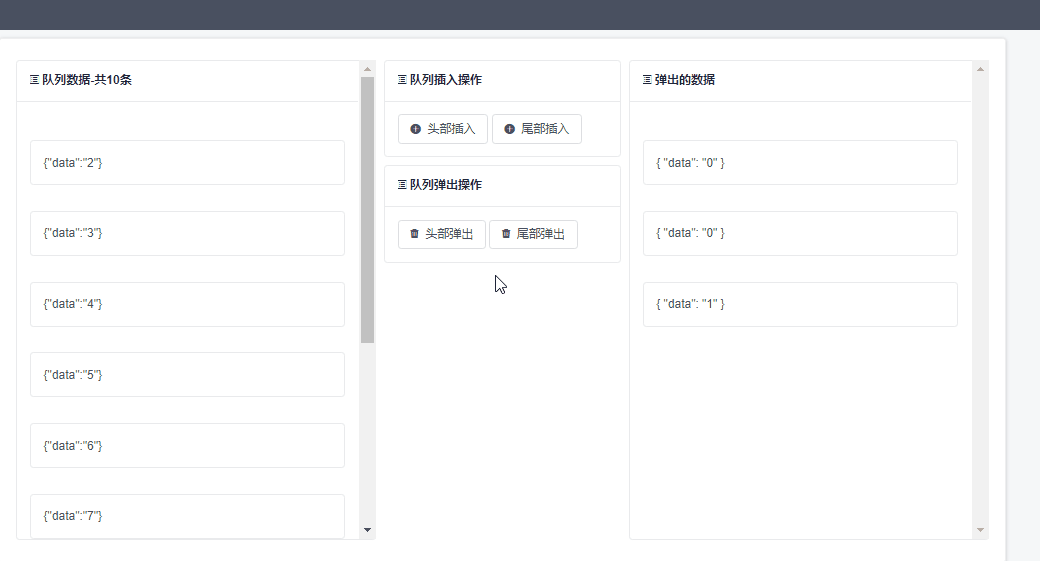 队列数据-共10条
{"data":"2"}
{"data":"3"}
{"data":"4"}
{"data":"5"}
{"data":"6"}
{"data":"7"}
队列插入操作
头部插入 尾部插入
队列弹出操作
头部弹出 尾部弹出
弹出的数据
{ "data": "0" }
{ "data": "0" }
{ "data": "1" }